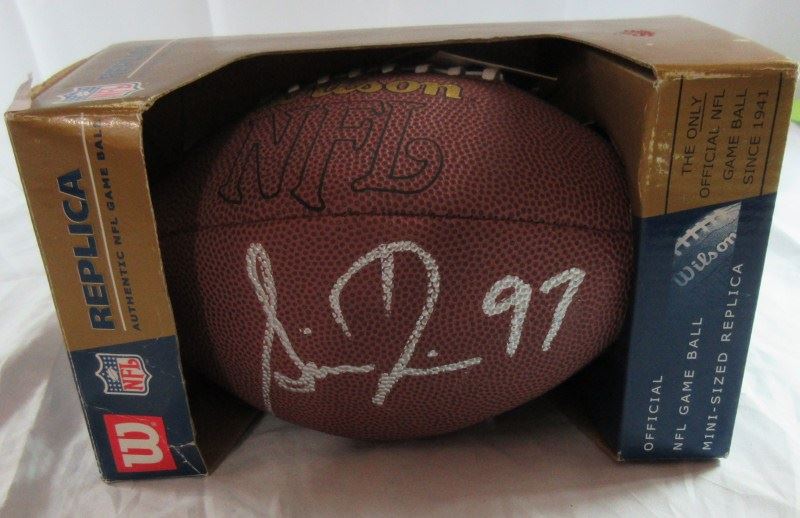 REPLICA
AUTHENTIC NFL GAME BALL
NFL
W
Wilson
NFL
97
THE ONLY
OFFICIAL NFL
GAME BALL
SINCE 1941
Wilson
OFFICIAL
NFL GAME BALL
MINI-SIZED REPLICA